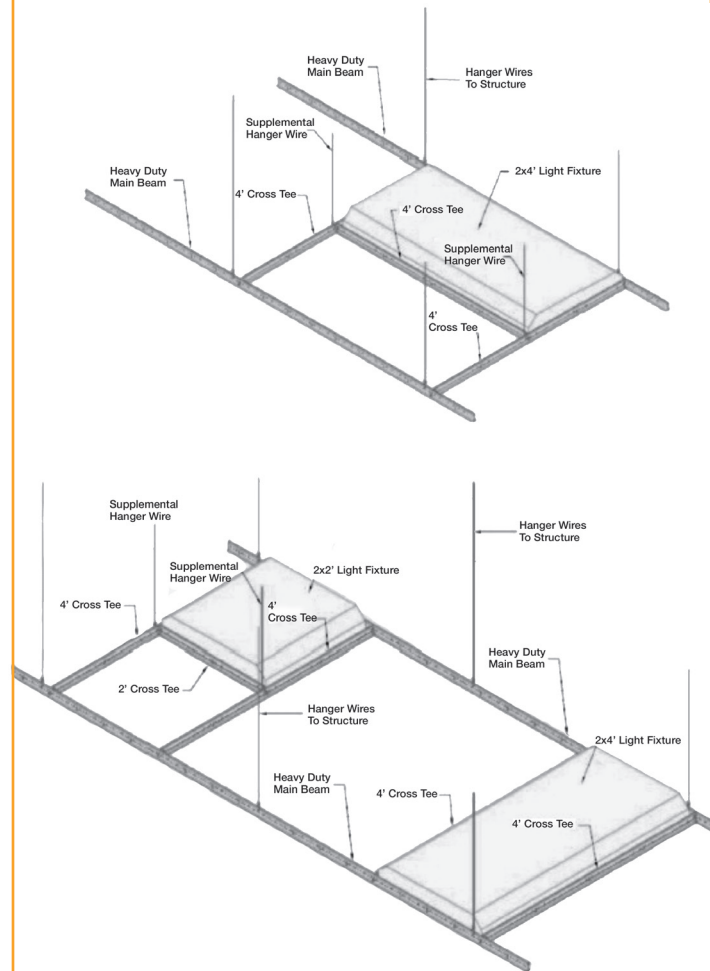 Heavy Duty
Main Beam
Hanger Wires
To Structure
Supplemental
Hanger Wire
Heavy Duty
Main Beam
2x4' Light Fixture
4' Cross Tee
4' Cross Tee
Supplemental
Hanger Wire
4'
Cross Tee
Supplemental
Hanger Wire
Hanger Wires
To Structure
Supplemental
Hanger Wire
2x2' Light Fixture
4' Cross Tee
4'
Cross Tee
Heavy Duty
Main Beam
2' Cross Tee
Hanger Wires
To Structure
2x4' Light Fixture
Heavy Duty
Main Beam
4' Cross Tee
4' Cross Tee